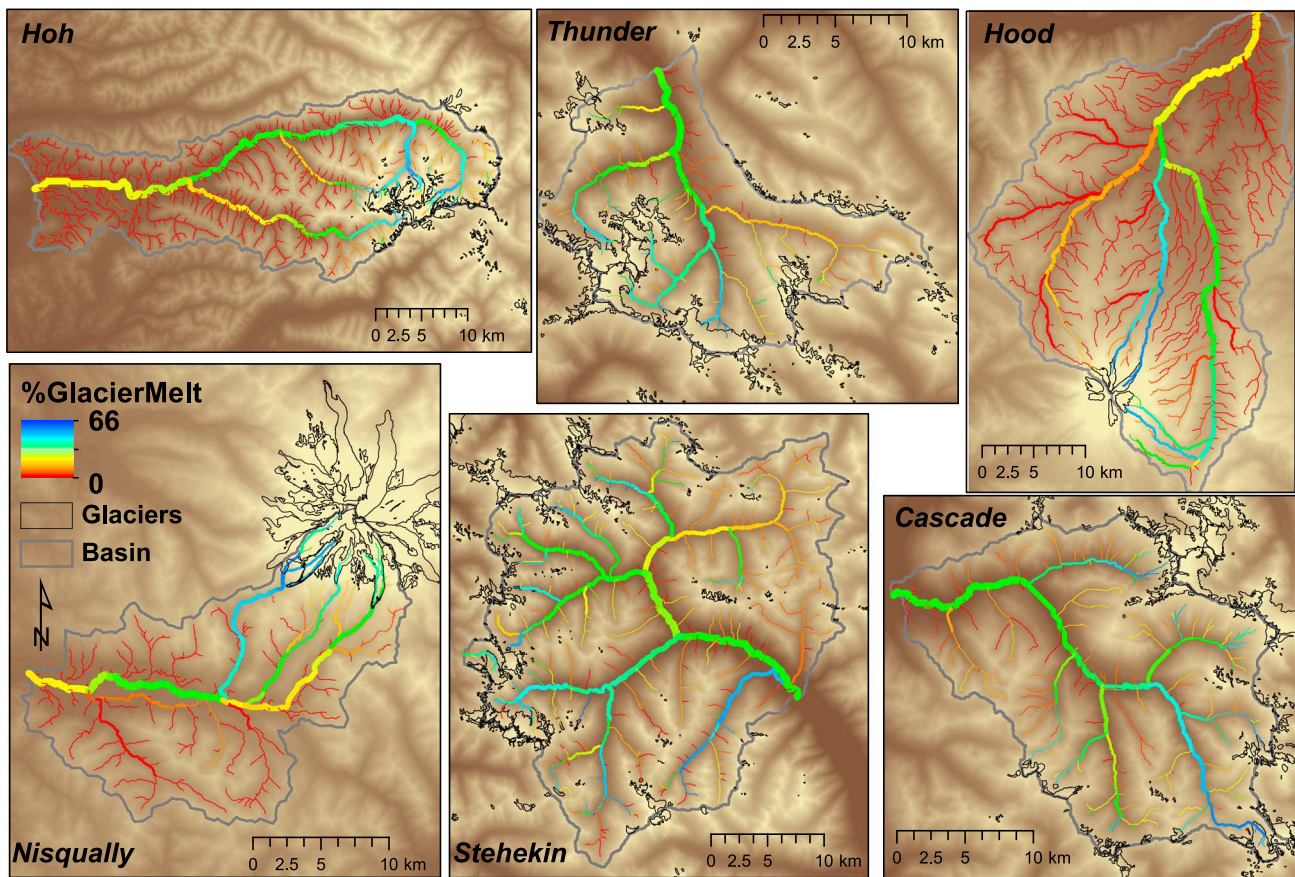 Hoh
0 2.5 5 10 km
Thunder
0 2.5 5 10 km
Hood
0 2.5 5 10 km
%GlacierMelt
66
0
Glaciers
Basin
N
Nisqually
0 2.5 5 10 km
Stehekin
0 2.5 5 10 km
Cascade
0 2.5 5 10 km